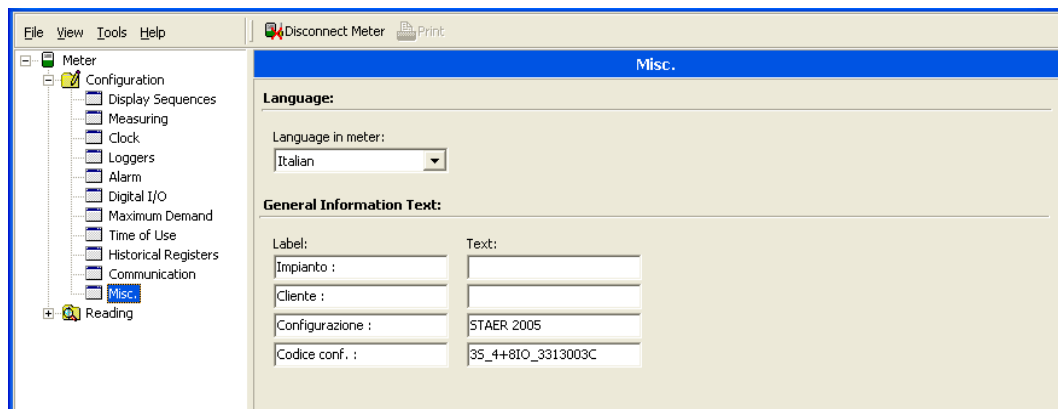 File View Tools Help
Disconnect Meter Print
Meter
Configuration
Display Sequences
Measuring
Clock
Loggers
Alarm
Digital I/O
Maximum Demand
Time of Use
Historical Registers
Communication
Misc.
Reading
Misc.
Language:
Language in meter:
Italian
General Information Text:
Label: Text:
Impianto :
Cliente :
Configurazione : STAER 2005
Codice conf. : 35_4+8IO_3313003C